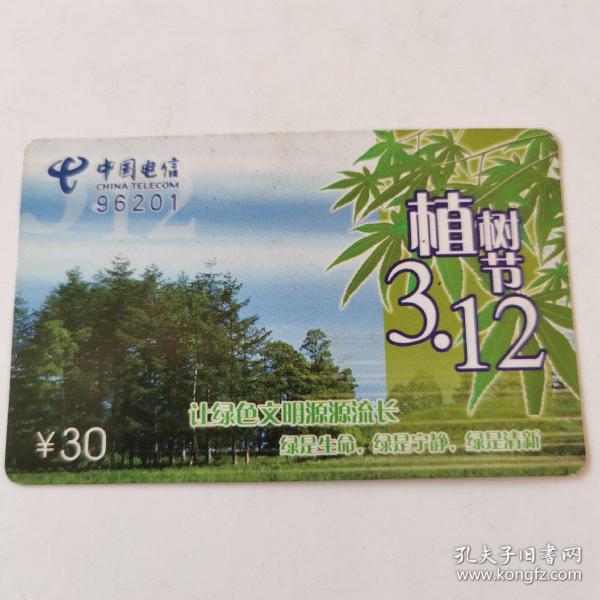 中国电信
CHINA TELECOM
96201
312
植树节
3.12
让绿色文明源源流长
绿是生命、绿是宁静、绿是清新
¥30
孔夫子旧书网
www.kongfz.com